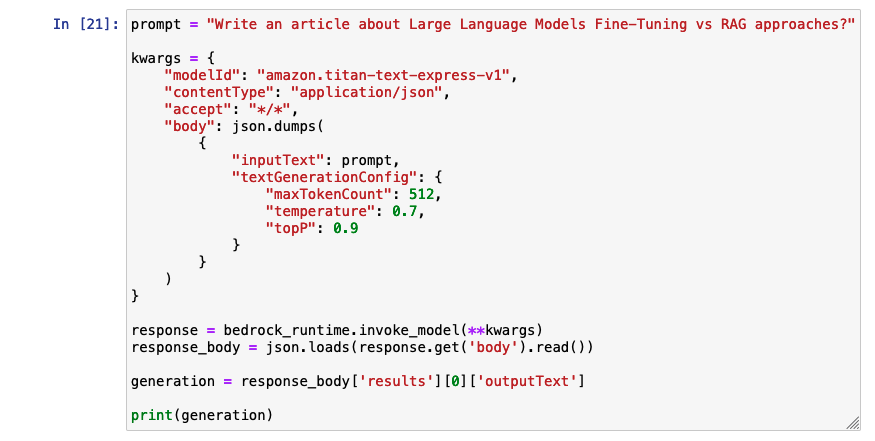 In [21]: prompt = "Write an article about Large Language Models Fine-Tuning vs RAG approaches?"

kwargs = {
    "modelId": "amazon.titan-text-express-v1",
    "contentType": "application/json",
    "accept": "*/*",
    "body": json.dumps(
        {
            "inputText": prompt,
            "textGenerationConfig": {
                "maxTokenCount": 512,
                "temperature": 0.7,
                "topP": 0.9
            }
        }
    )
}

response = bedrock_runtime.invoke_model(**kwargs)
response_body = json.loads(response.get('body').read())

generation = response_body['results'][0]['outputText']

print(generation)